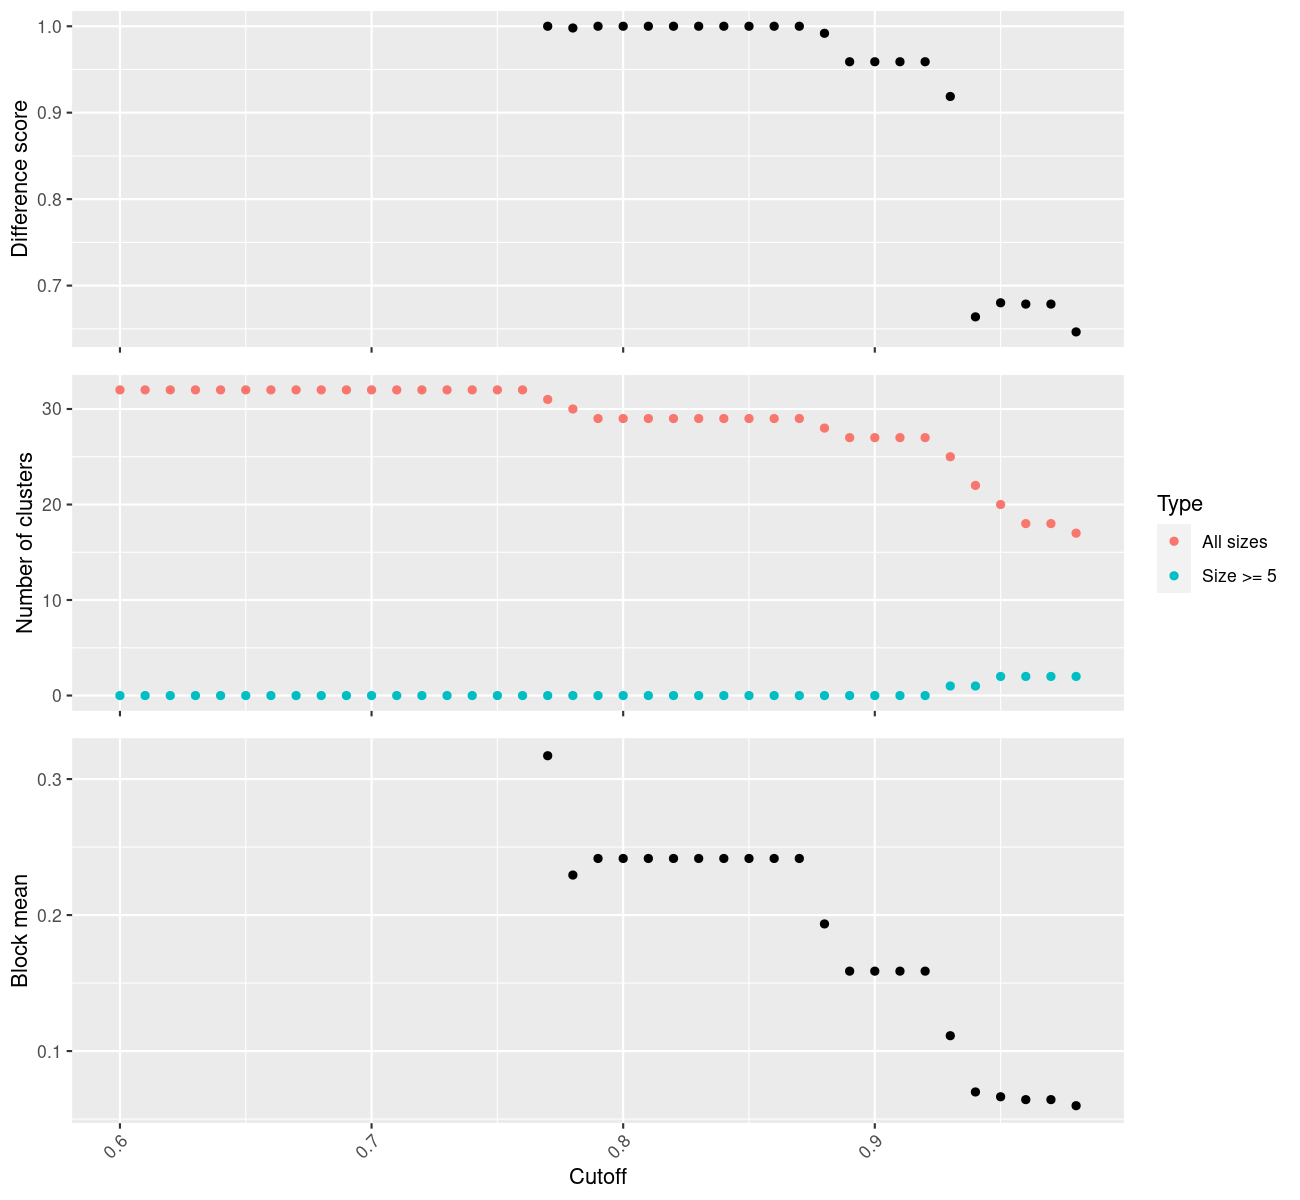 1.0
0.9
0.8
0.7
Difference score
30
20
10
0
Number of clusters
Type
All sizes
Size >= 5
0.3
0.2
0.1
Block mean
0.6
0.7
0.8
0.9
Cutoff